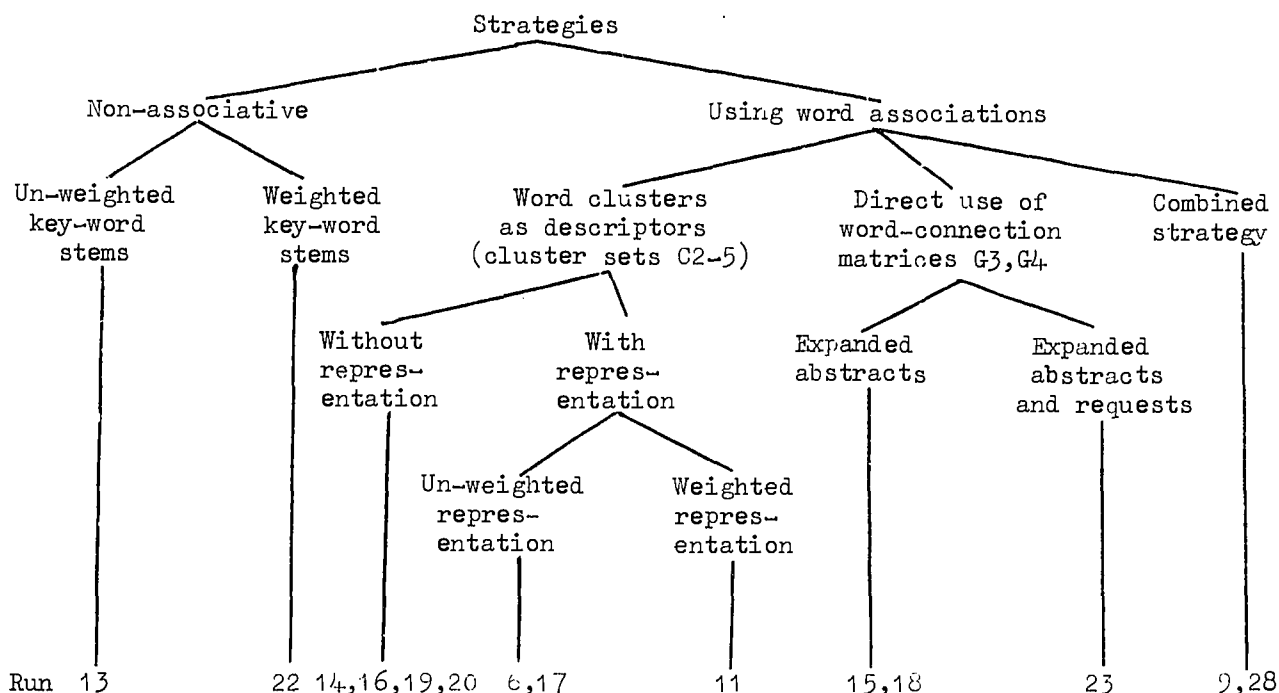 Strategies
Non-associative
Using word associations
Un-weighted
key-word
stems
Weighted
key-word
stems
Word clusters
as descriptors
(cluster sets C2-5)
Direct use of
word-connection
matrices G3,G4
Combined
strategy
Without
repres-
entation
With
repres-
entation
Expanded
abstracts
Expanded
abstracts
and requests
Un-weighted
repres-
entation
Weighted
repres-
entation
Run 13 22 14,16,19,20 6,17 11 15,18 23 9,28